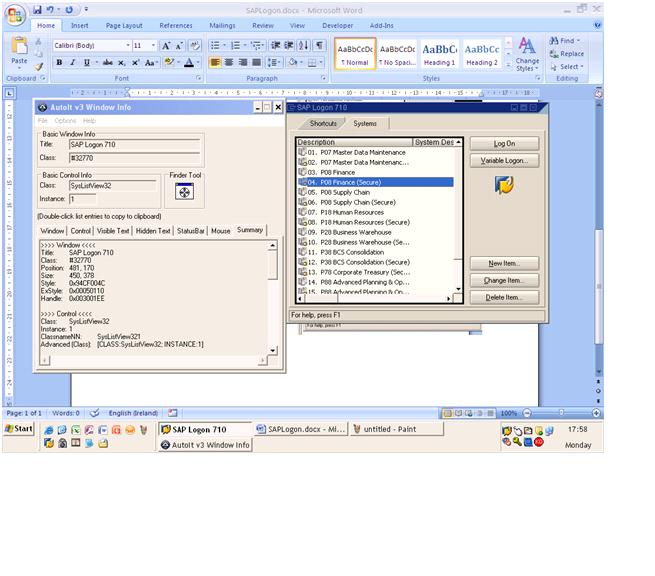 SAPLogon.docx - Microsoft Word
Home Insert Page Layout References Mailings Review View Developer Add-Ins
Paste
Clipboard
Calibri (Body) 11
Font
Paragraph
AaBbCcDc AaBbCcDc AaBbCc AaBbCc
¶ Normal ¶ No Spaci... Heading 1 Heading 2
Change Styles
Styles
Find
Replace
Select
Editing
AutoIt v3 Window Info
File Options Help
Basic Window Info
Title: SAP Logon 710
Class: #32770
Basic Control Info
Class: SysListView32
Instance: 1
Finder Tool
(Double-click list entries to copy to clipboard)
Window Control Visible Text Hidden Text StatusBar Mouse Summary
>>>> Window <<<<
Title: SAP Logon 710
Class: #32770
Position: 481, 170
Size: 450, 378
Style: 0x94CF004C
ExStyle: 0x00050110
Handle: 0x003001EE
>>>> Control <<<<
Class: SysListView32
Instance: 1
ClassnameNN: SysListView321
Advanced (Class): [CLASS:SysListView32; INSTANCE:1]
SAP Logon 710
Shortcuts Systems
Description System Des
01. P07 Master Data Maintenance
02. P07 Master Data Maintenanc...
03. P08 Finance
04. P08 Finance (Secure)
05. P08 Supply Chain
06. P08 Supply Chain (Secure)
07. P18 Human Resources
08. P18 Human Resources (Secure)
09. P28 Business Warehouse
10. P28 Business Warehouse (Se...
11. P38 BCS Consolidation
12. P38 BCS Consolidation (Secure)
13. P78 Corporate Treasury (Sec...
14. P88 Advanced Planning & Op...
15. P88 Advanced Planning & Op...
Log On
Variable Logon...
New Item...
Change Item...
Delete Item...
For help, press F1
For help, press F1
Page: 1 of 1 Words: 0 English (Ireland) 100%
Start SAP Logon 710 SAPLogon.docx - Mi... untitled - Paint 17:58
AutoIt v3 Window Info Monday